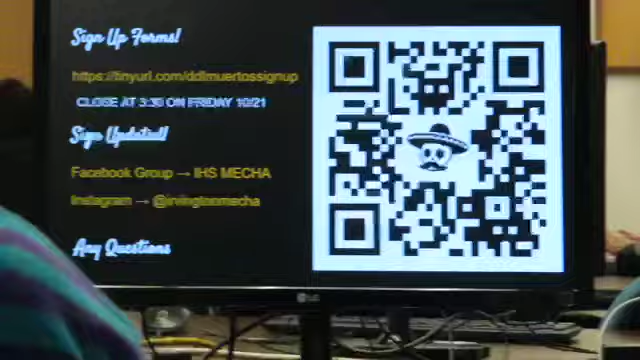 Sign Up Forms!
https://tinyurl.com/ddlmuertossignup
CLOSE AT 3:30 ON FRIDAY 10/21
Sign Updated!
Facebook Group → IHS MECHA
Instagram → @irvingtonmecha
Any Questions
LG